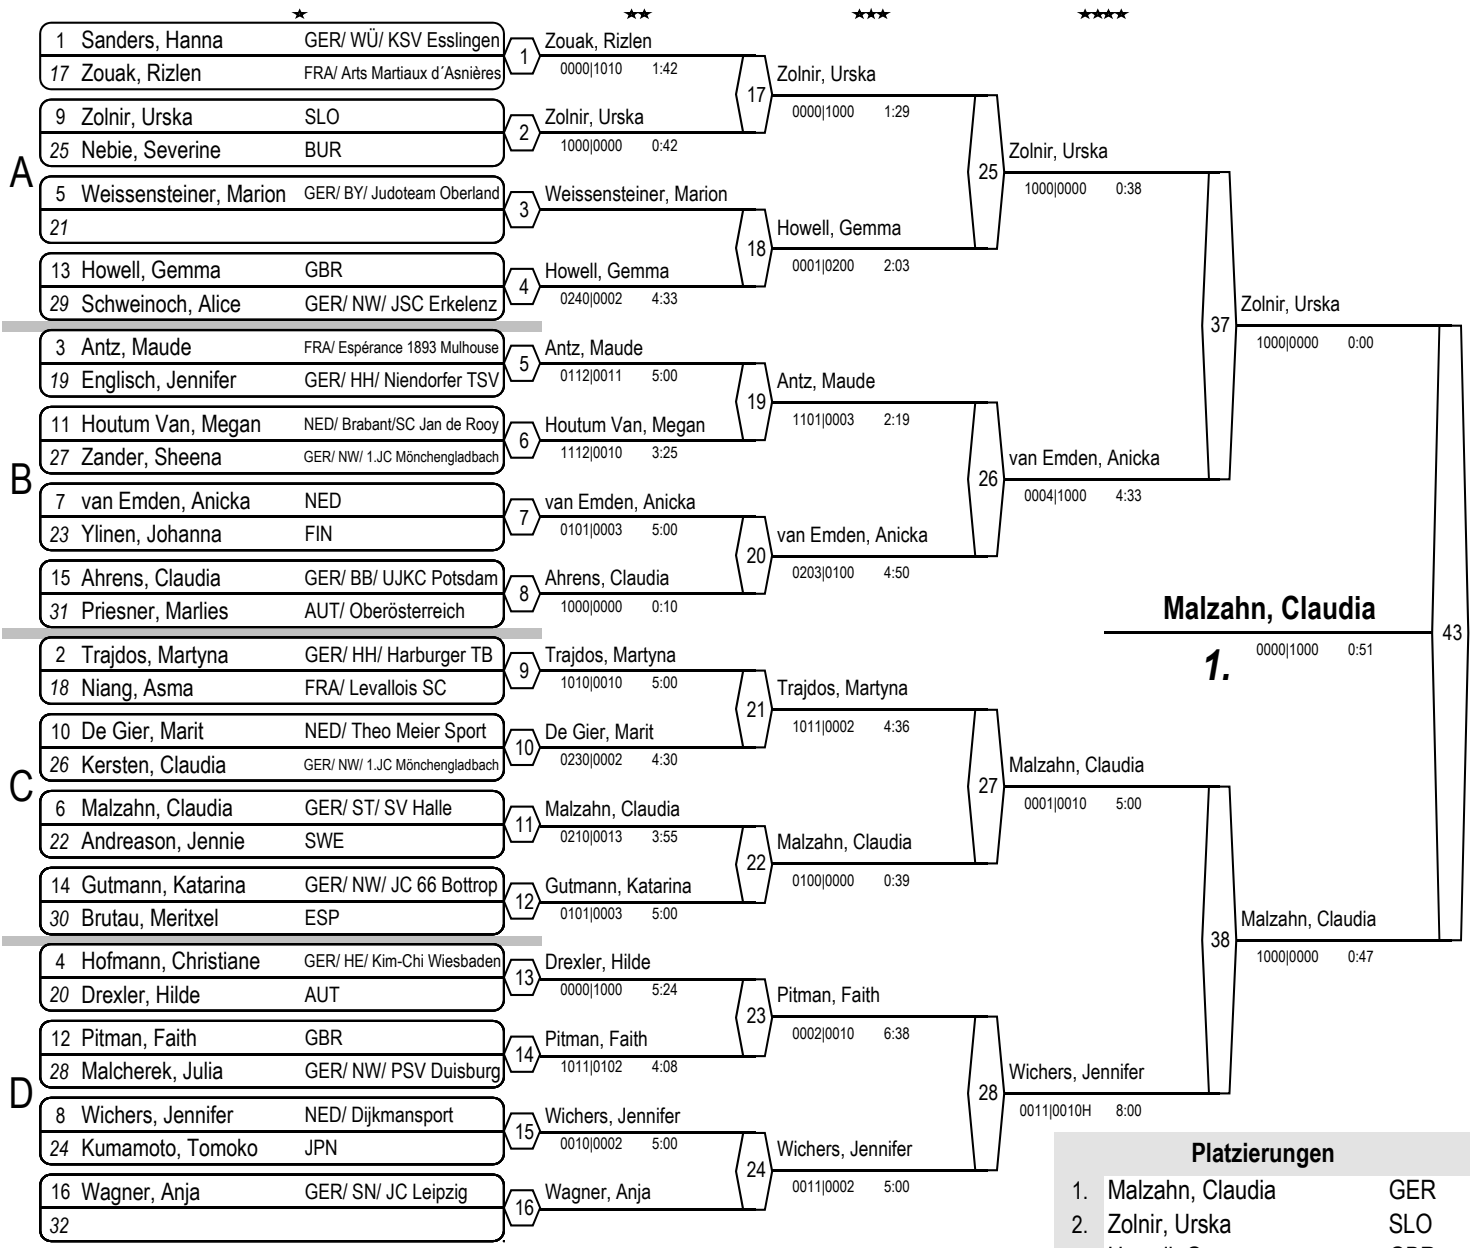 ★ ★★ ★★★ ★★★★
A
1 Sanders, Hanna GER/ WÜ/ KSV Esslingen
17 Zouak, Rizlen FRA/ Arts Martiaux d´Asnières
9 Zolnir, Urska SLO
25 Nebie, Severine BUR
5 Weissensteiner, Marion GER/ BY/ Judoteam Oberland
21
13 Howell, Gemma GBR
29 Schweinoch, Alice GER/ NW/ JSC Erkelenz
B
3 Antz, Maude FRA/ Espérance 1893 Mulhouse
19 Englisch, Jennifer GER/ HH/ Niendorfer TSV
11 Houtum Van, Megan NED/ Brabant/SC Jan de Rooy
27 Zander, Sheena GER/ NW/ 1.JC Mönchengladbach
7 van Emden, Anicka NED
23 Ylinen, Johanna FIN
15 Ahrens, Claudia GER/ BB/ UJKC Potsdam
31 Priesner, Marlies AUT/ Oberösterreich
C
2 Trajdos, Martyna GER/ HH/ Harburger TB
18 Niang, Asma FRA/ Levallois SC
10 De Gier, Marit NED/ Theo Meier Sport
26 Kersten, Claudia GER/ NW/ 1.JC Mönchengladbach
6 Malzahn, Claudia GER/ ST/ SV Halle
22 Andreason, Jennie SWE
14 Gutmann, Katarina GER/ NW/ JC 66 Bottrop
30 Brutau, Meritxel ESP
D
4 Hofmann, Christiane GER/ HE/ Kim-Chi Wiesbaden
20 Drexler, Hilde AUT
12 Pitman, Faith GBR
28 Malcherek, Julia GER/ NW/ PSV Duisburg
8 Wichers, Jennifer NED/ Dijkmansport
24 Kumamoto, Tomoko JPN
16 Wagner, Anja GER/ SN/ JC Leipzig
32
1 Zouak, Rizlen
0000|1010 1:42
2 Zolnir, Urska
1000|0000 0:42
3 Weissensteiner, Marion
4 Howell, Gemma
0240|0002 4:33
5 Antz, Maude
0112|0011 5:00
6 Houtum Van, Megan
1112|0010 3:25
7 van Emden, Anicka
0101|0003 5:00
8 Ahrens, Claudia
1000|0000 0:10
9 Trajdos, Martyna
1010|0010 5:00
10 De Gier, Marit
0230|0002 4:30
11 Malzahn, Claudia
0210|0013 3:55
12 Gutmann, Katarina
0101|0003 5:00
13 Drexler, Hilde
0000|1000 5:24
14 Pitman, Faith
1011|0102 4:08
15 Wichers, Jennifer
0010|0002 5:00
16 Wagner, Anja
17 Zolnir, Urska
0000|1000 1:29
18 Howell, Gemma
0001|0200 2:03
19 Antz, Maude
1101|0003 2:19
20 van Emden, Anicka
0203|0100 4:50
21 Trajdos, Martyna
1011|0002 4:36
22 Malzahn, Claudia
0100|0000 0:39
23 Pitman, Faith
0002|0010 6:38
24 Wichers, Jennifer
0011|0002 5:00
25 Zolnir, Urska
1000|0000 0:38
26 van Emden, Anicka
0004|1000 4:33
27 Malzahn, Claudia
0001|0010 5:00
28 Wichers, Jennifer
0011|0010H 8:00
37 Zolnir, Urska
1000|0000 0:00
38 Malzahn, Claudia
1000|0000 0:47
Malzahn, Claudia 43
1. 0000|1000 0:51
Platzierungen
1. Malzahn, Claudia GER
2. Zolnir, Urska SLO